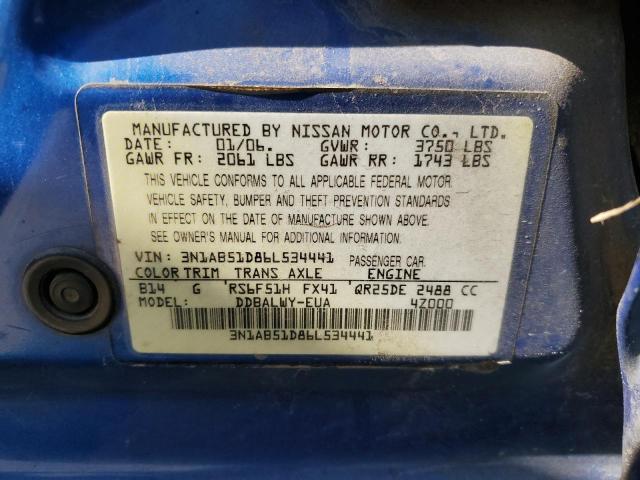 MANUFACTURED BY NISSAN MOTOR CO., LTD.
DATE: 01/06. GVWR: 3750 LBS
GAWR FR: 2061 LBS GAWR RR: 1743 LBS
THIS VEHICLE CONFORMS TO ALL APPLICABLE FEDERAL MOTOR
VEHICLE SAFETY, BUMPER AND THEFT PREVENTION STANDARDS
IN EFFECT ON THE DATE OF MANUFACTURE SHOWN ABOVE.
SEE OWNER'S MANUAL FOR ADDITIONAL INFORMATION.
VIN: 3N1AB51D86L534441 PASSENGER CAR.
COLOR TRIM TRANS AXLE ENGINE
B14 G RS6F51H FX41 QR25DE 2488 CC
MODEL: DDBALWY-EUA 4Z000
3N1AB51D86L534441